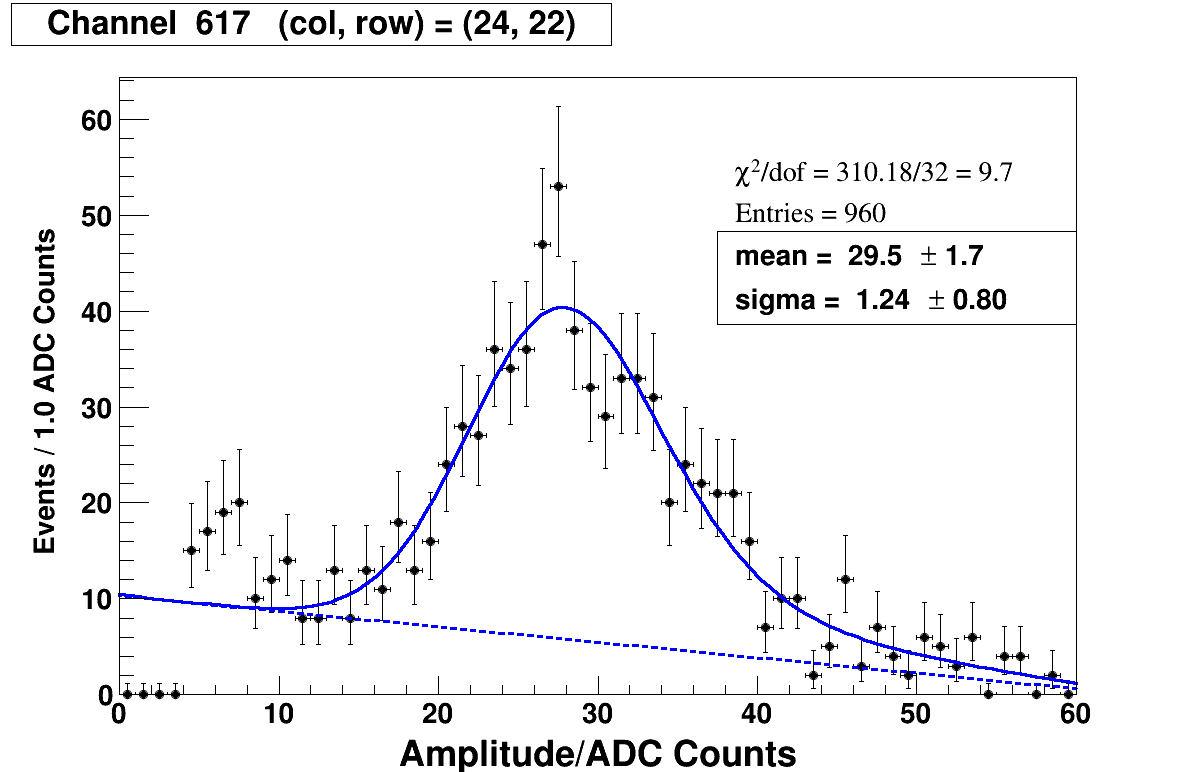 Channel 617 (col, row) = (24, 22)
χ²/dof = 310.18/32 = 9.7
Entries = 960
mean = 29.5 ± 1.7
sigma = 1.24 ± 0.80
Events / 1.0 ADC Counts
60
50
40
30
20
10
0
0 10 20 30 40 50 60
Amplitude/ADC Counts